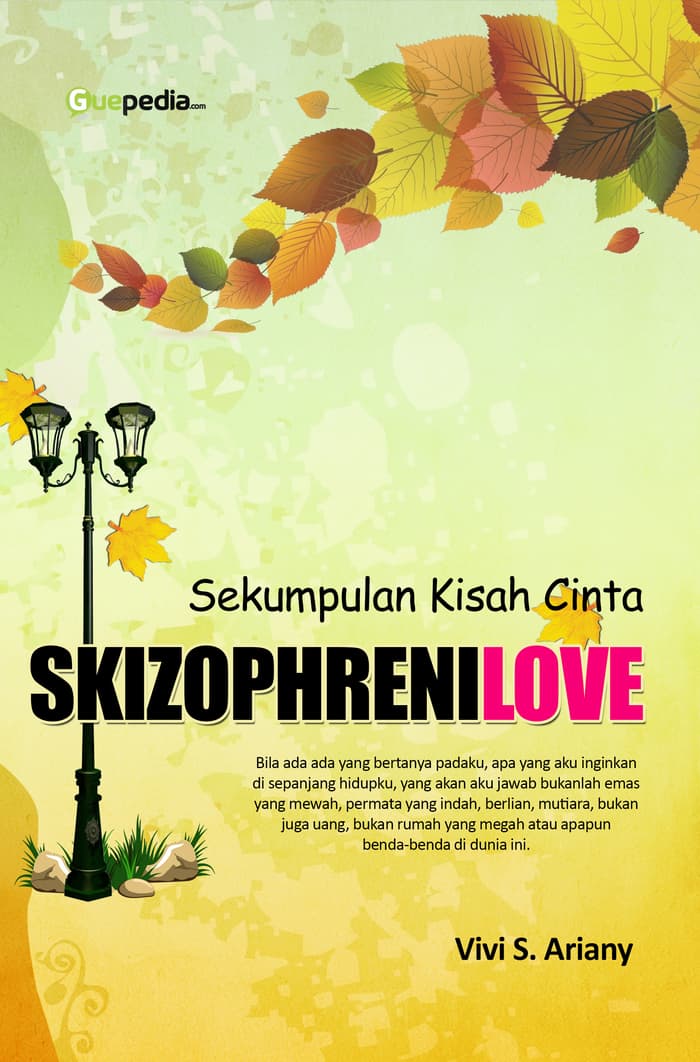 Guepedia.com
Sekumpulan Kisah Cinta
SKIZOPHRENILOVE
Bila ada ada yang bertanya padaku, apa yang aku inginkan
di sepanjang hidupku, yang akan aku jawab bukanlah emas
yang mewah, permata yang indah, berlian, mutiara, bukan
juga uang, bukan rumah yang megah atau apapun
benda-benda di dunia ini.
Vivi S. Ariany